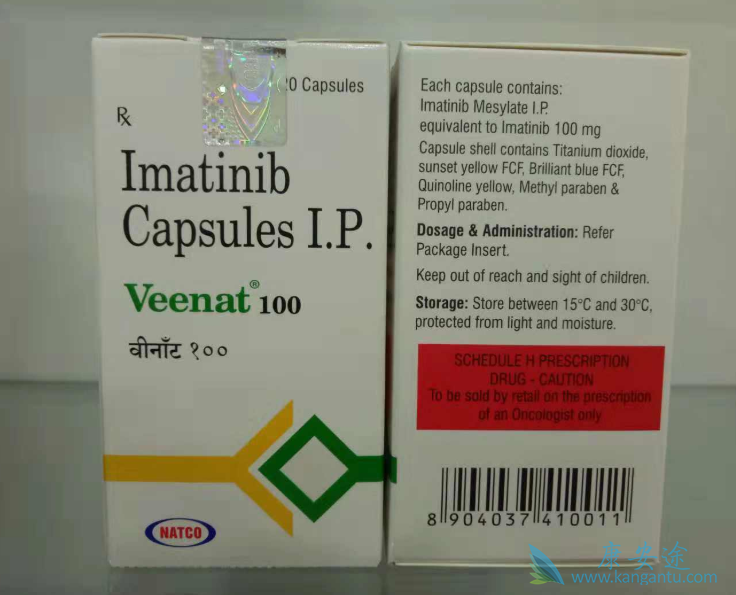 20 Capsules
Rx
Imatinib
Capsules I.P.
Veenat® 100
वीनॉंट १००
NATCO
Each capsule contains:
Imatinib Mesylate I.P.
equivalent to Imatinib 100 mg
Capsule shell contains Titanium dioxide,
sunset yellow FCF, Brilliant blue FCF,
Quinoline yellow, Methyl paraben &
Propyl paraben.
Dosage & Administration: Refer
Package Insert.
Keep out of reach and sight of children.
Storage: Store between 15°C and 30°C,
protected from light and moisture.
SCHEDULE H PRESCRIPTION
DRUG - CAUTION
To be sold by retail on the prescription
of an Oncologist only
8 904037 410011
康安途
www.kangantu.com